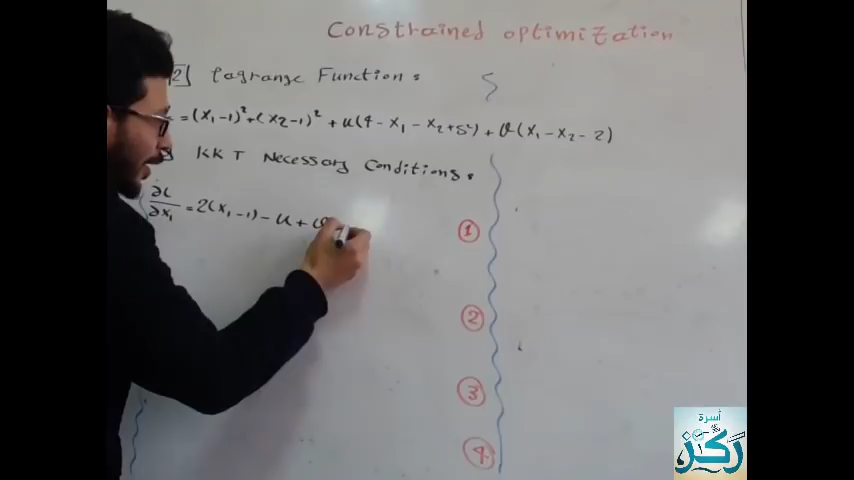 Constrained optimization
2] Lagrange Function:
= (x₁-1)² + (x₂-1)² + u(4 - x₁ - x₂ + s²) + v(x₁ - x₂ - 2)
KKT Necessary Conditions:
∂L/∂x₁ = 2(x₁-1) - u + v
①
②
③
④
أسرة
ركز